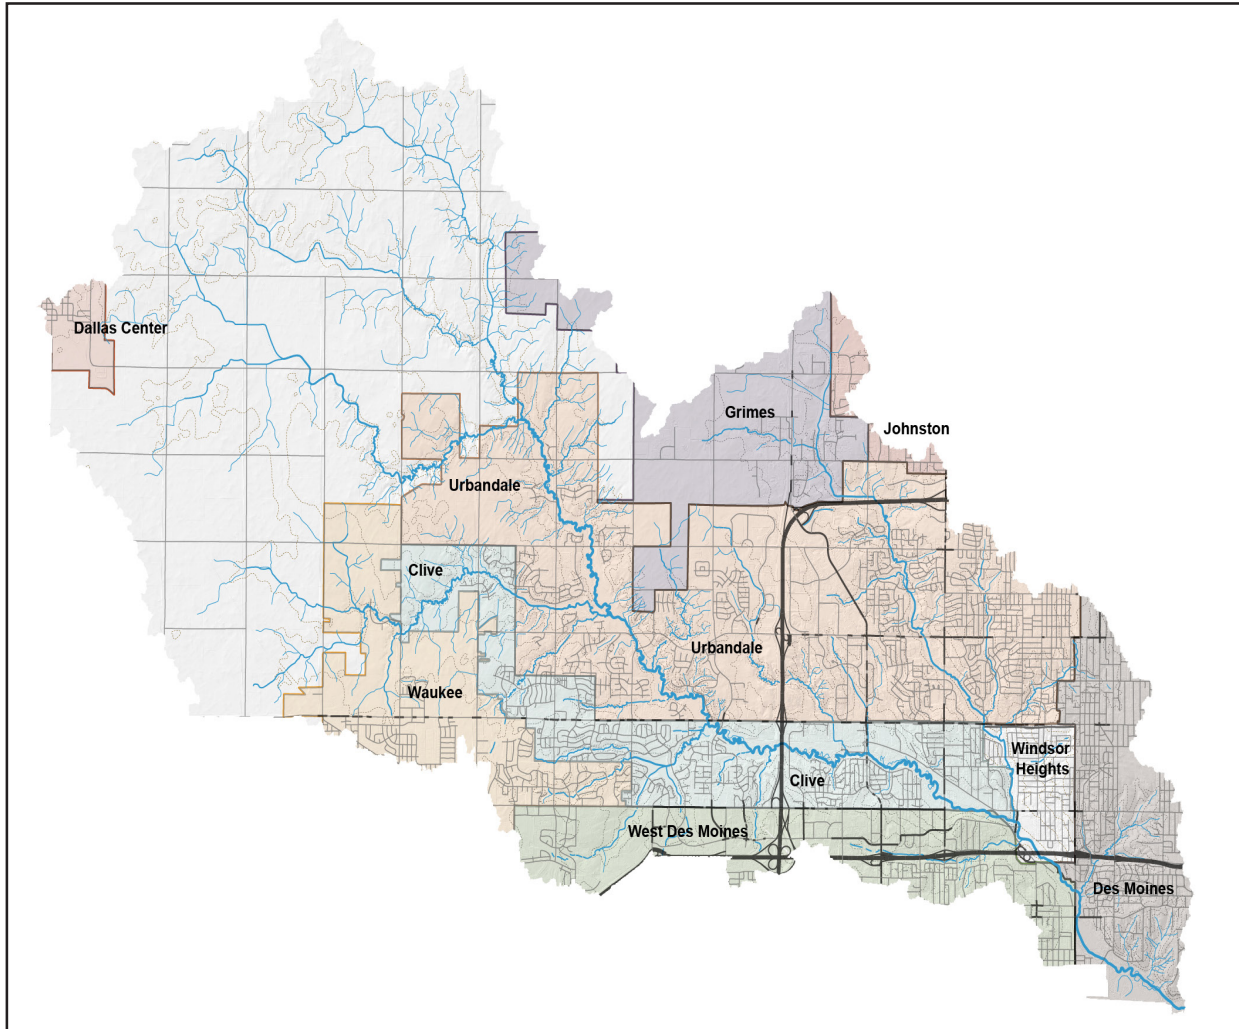 Dallas Center
Grimes
Johnston
Urbandale
Clive
Urbandale
Waukee
Windsor
Heights
Clive
West Des Moines
Des Moines